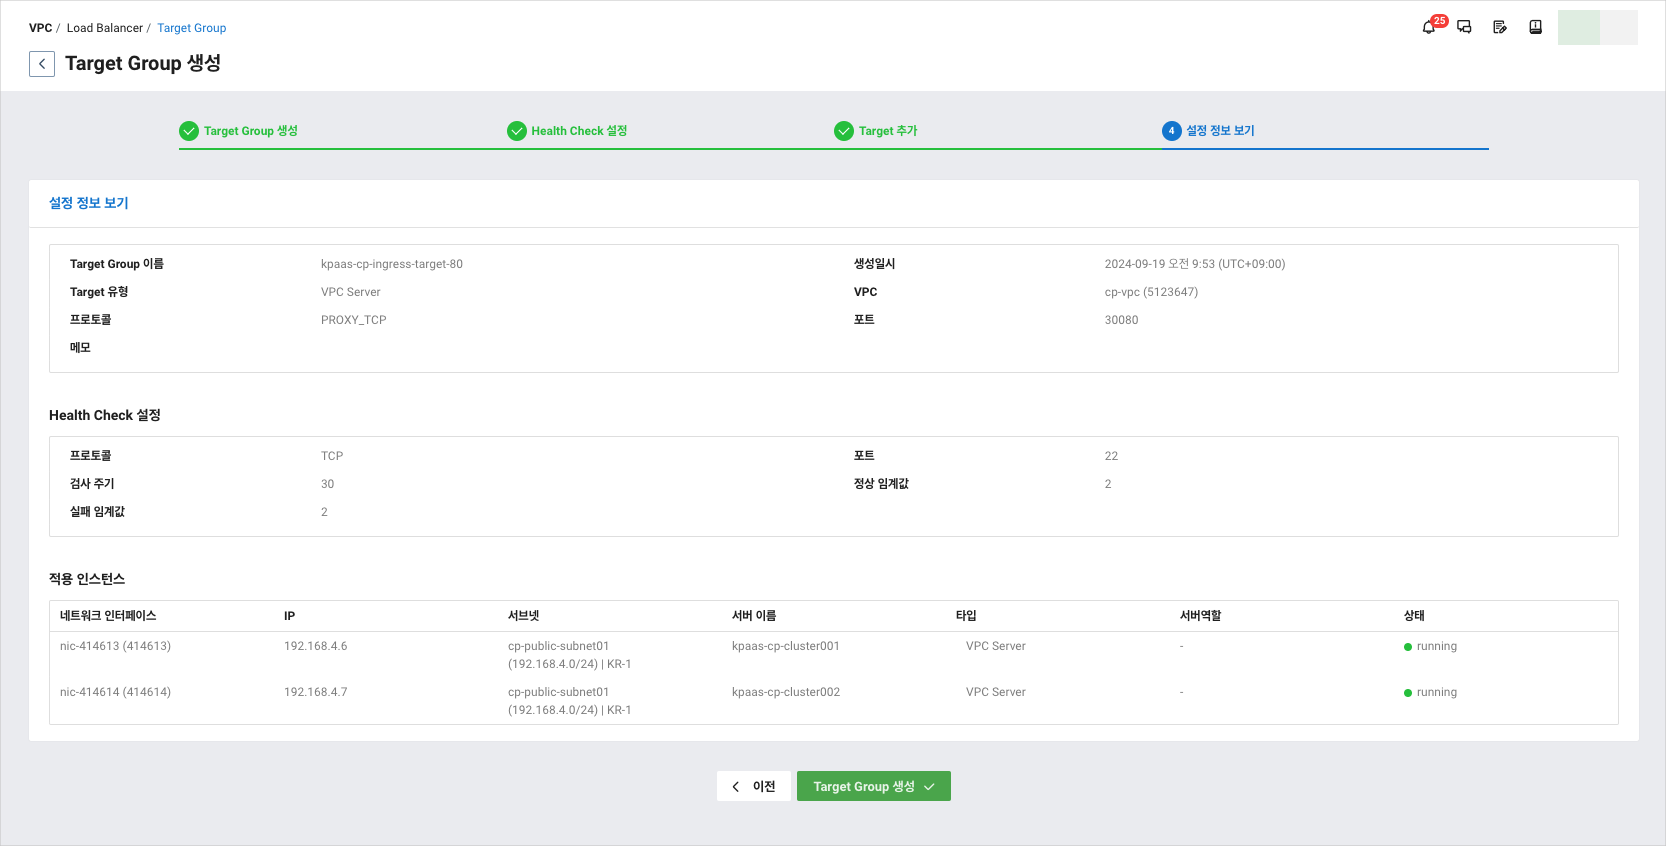 VPC / Load Balancer / Target Group
25
Target Group 생성
Target Group 생성
Health Check 설정
Target 추가
4 설정 정보 보기
설정 정보 보기
Target Group 이름 kpaas-cp-ingress-target-80 생성일시 2024-09-19 오전 9:53 (UTC+09:00)
Target 유형 VPC Server VPC cp-vpc (5123647)
프로토콜 PROXY_TCP 포트 30080
메모
Health Check 설정
프로토콜 TCP 포트 22
검사 주기 30 정상 임계값 2
실패 임계값 2
적용 인스턴스
네트워크 인터페이스 IP 서브넷 서버 이름 타입 서버역할 상태
nic-414613 (414613) 192.168.4.6 cp-public-subnet01 kpaas-cp-cluster001 VPC Server - running
(192.168.4.0/24) | KR-1
nic-414614 (414614) 192.168.4.7 cp-public-subnet01 kpaas-cp-cluster002 VPC Server - running
(192.168.4.0/24) | KR-1
이전
Target Group 생성